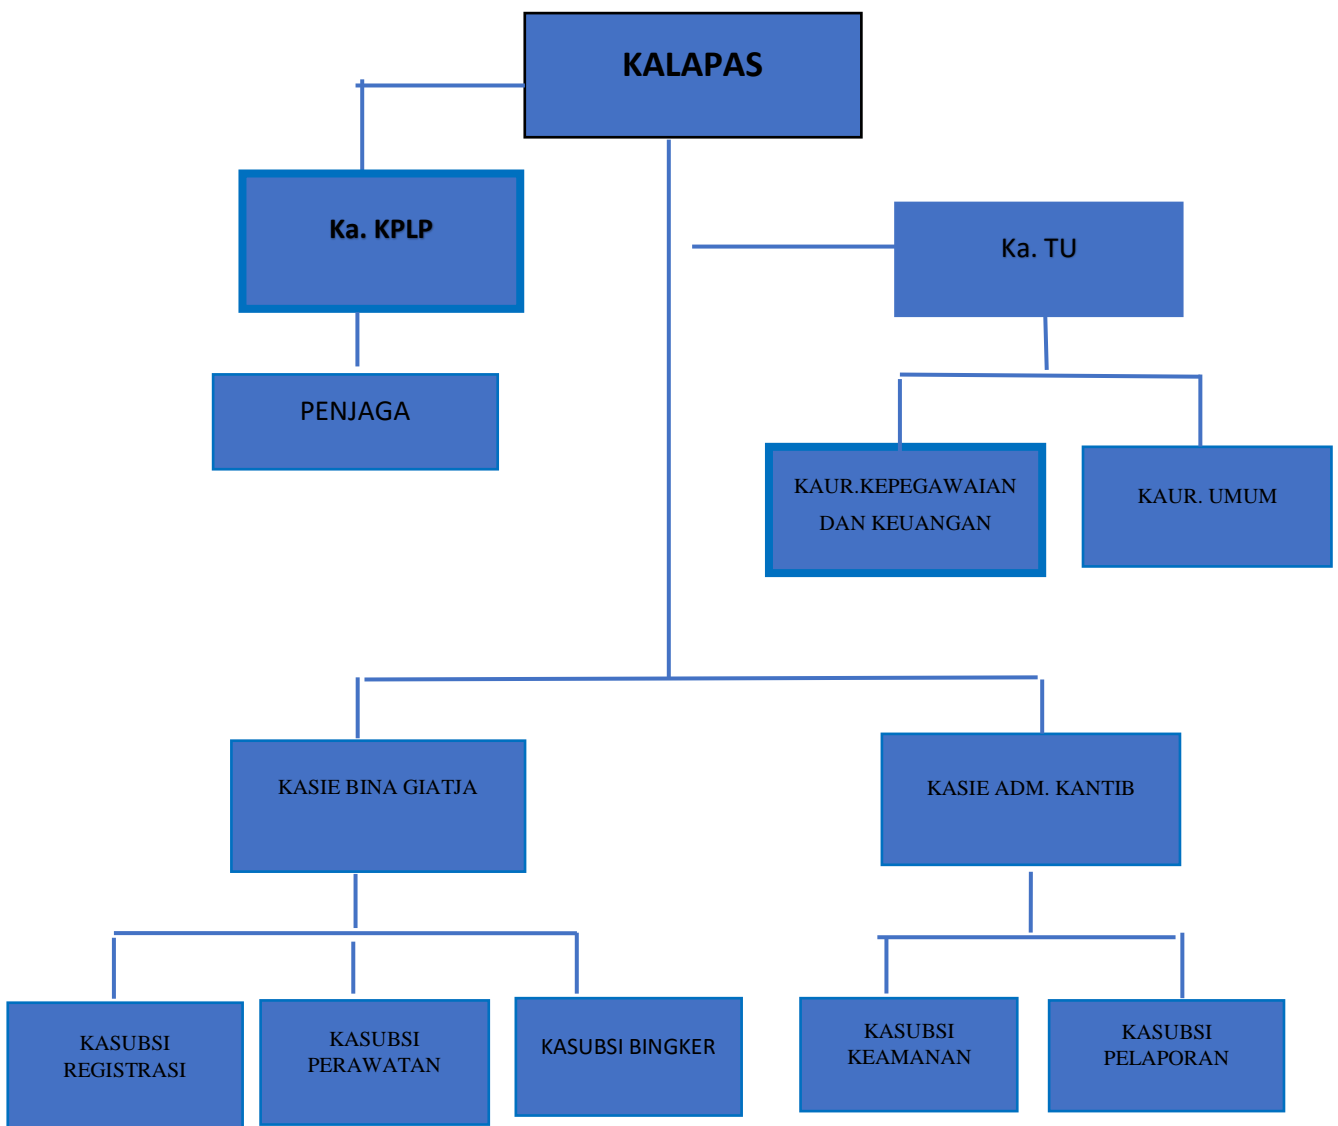 KALAPAS
Ka. KPLP
Ka. TU
PENJAGA
KAUR.KEPEGAWAIAN
DAN KEUANGAN
KAUR. UMUM
KASIE BINA GIATJA
KASIE ADM. KANTIB
KASUBSI
REGISTRASI
KASUBSI
PERAWATAN
KASUBSI BINGKER
KASUBSI
KEAMANAN
KASUBSI
PELAPORAN